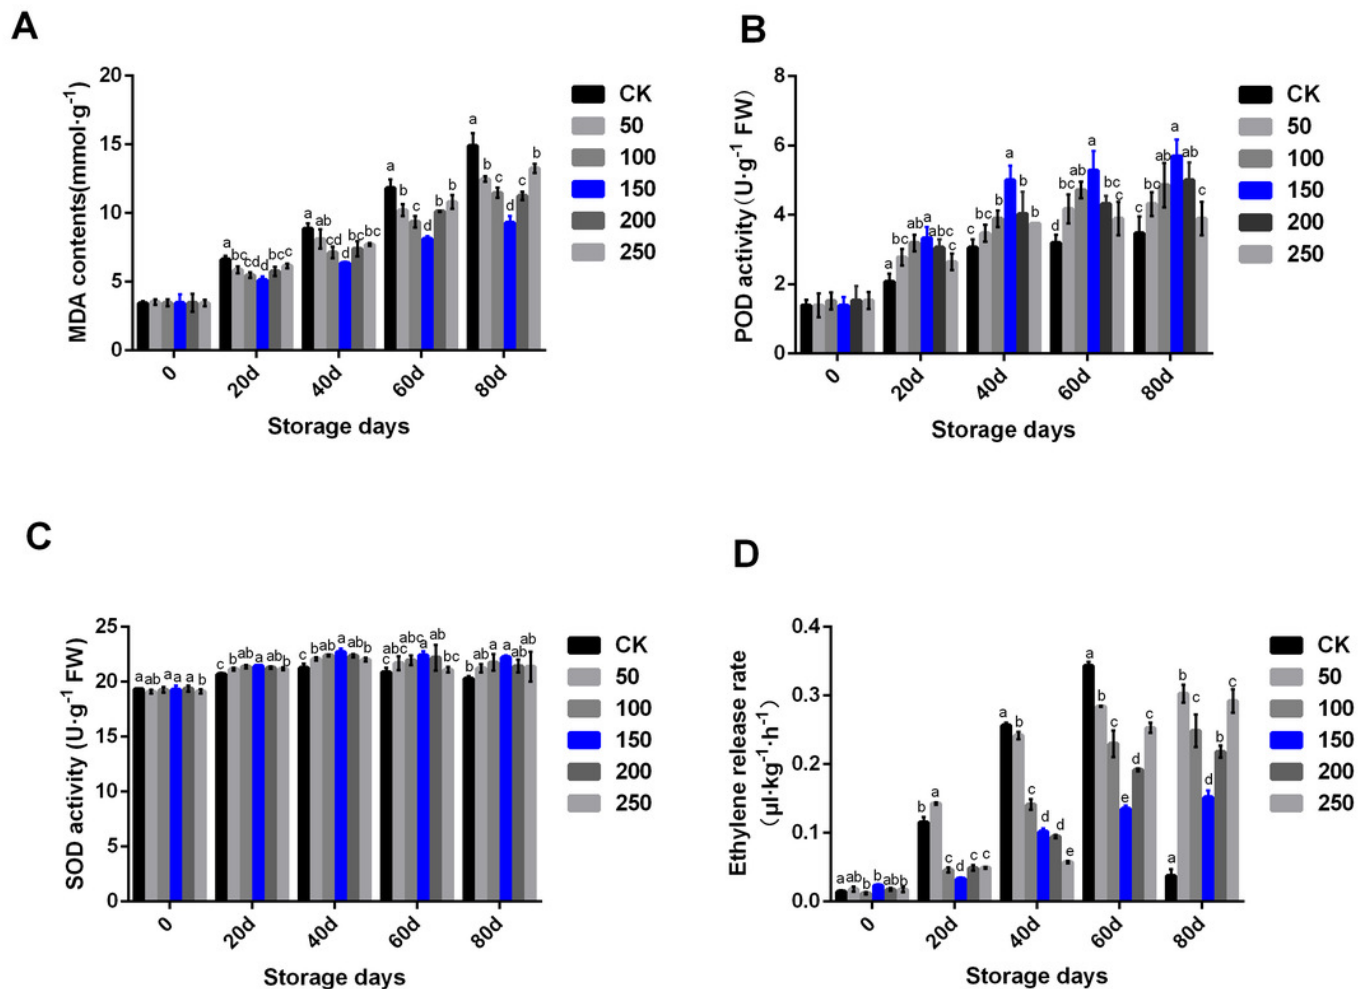 A
MDA contents(mmol·g⁻¹)
20
15
10
5
0
a
bc
cd
d
bc
c
a
ab
cd
d
bc
bc
a
b
c
d
b
b
a
b
c
d
c
b
0
20d
40d
60d
80d
Storage days
CK
50
100
150
200
250
B
POD activity(U·g⁻¹ FW)
8
6
4
2
0
a
bc
ab
a
abc
c
c
bc
b
a
b
b
d
bc
ab
a
bc
c
c
bc
ab
a
ab
c
0
20d
40d
60d
80d
Storage days
CK
50
100
150
200
250
C
SOD activity (U·g⁻¹ FW)
25
20
15
10
5
0
a
ab
a
a
a
b
c
b
ab
a
ab
b
c
b
ab
a
ab
b
c
ab
abc
a
ab
bc
b
ab
a
a
ab
ab
0
20d
40d
60d
80d
Storage days
CK
50
100
150
200
250
D
Ethylene release rate
(µl·kg⁻¹·h⁻¹)
0.4
0.3
0.2
0.1
0.0
a
ab
b
b
ab
b
b
a
c
d
c
c
a
b
c
d
d
e
a
b
c
e
d
c
a
b
c
d
b
c
0
20d
40d
60d
80d
Storage days
CK
50
100
150
200
250